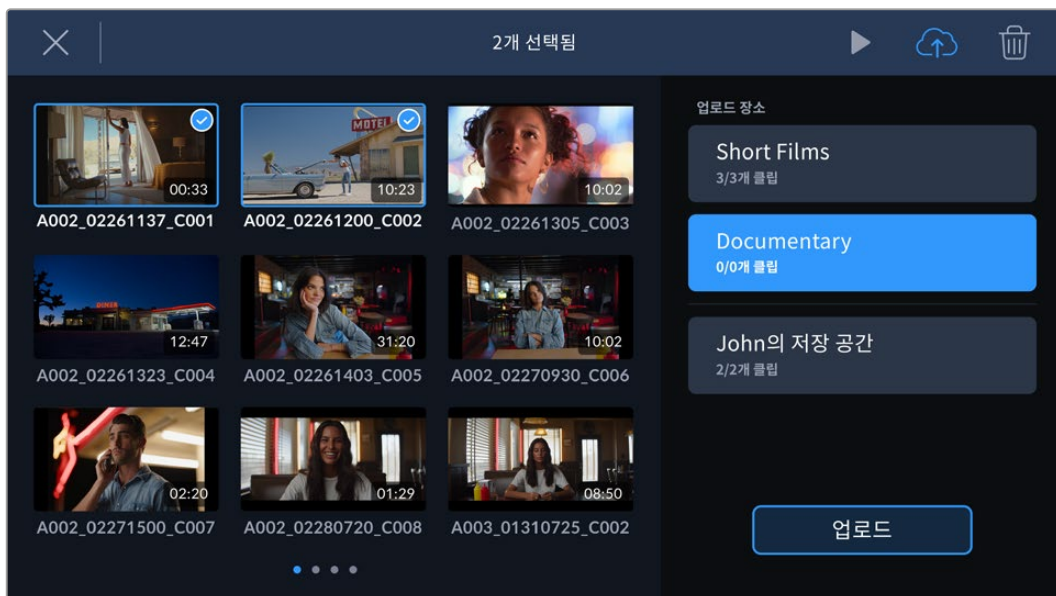 2개 선택됨
업로드 장소
00:33
10:23
10:02
MOTEL
A002_02261137_C001
A002_02261200_C002
A002_02261305_C003
DINER
12:47
31:20
10:02
A002_02261323_C004
A002_02261403_C005
A002_02270930_C006
02:20
01:29
08:50
A002_02271500_C007
A002_02280720_C008
A003_01310725_C002
Short Films
3/3개 클립
Documentary
0/0개 클립
John의 저장 공간
2/2개 클립
업로드